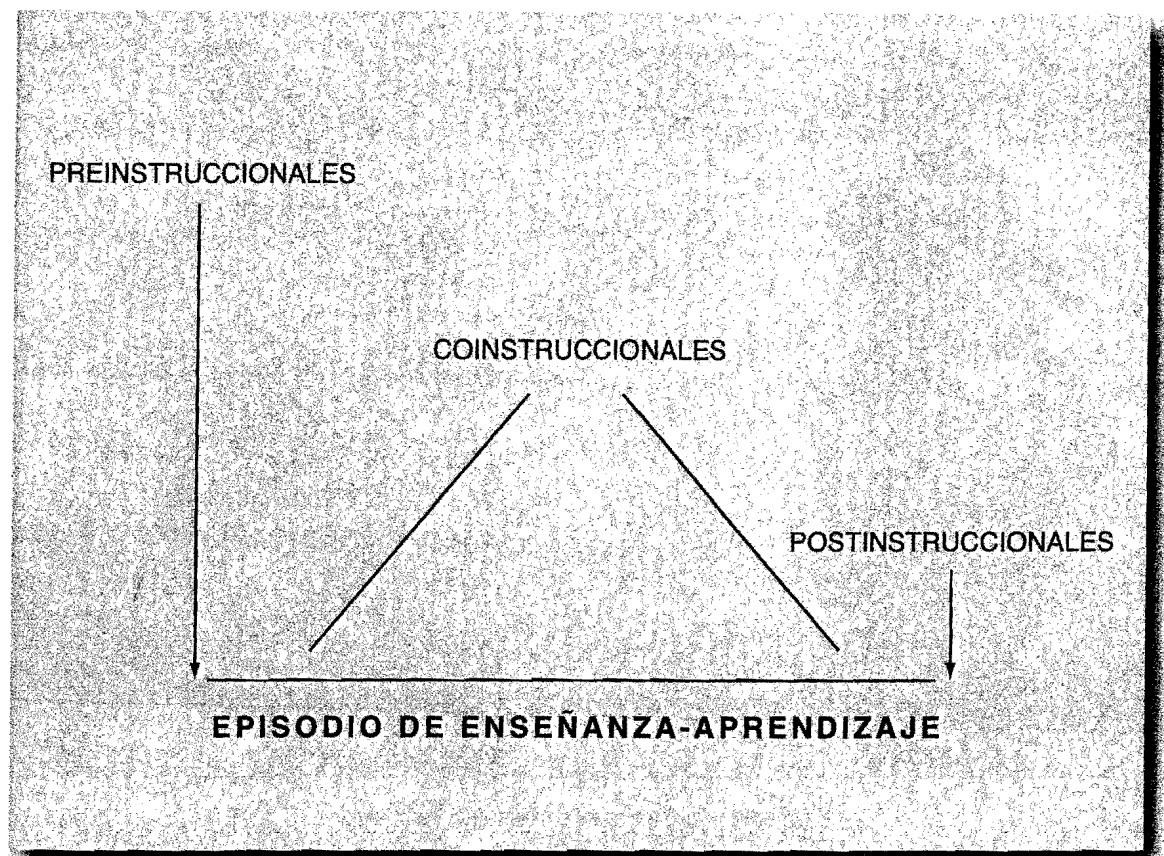 PREINSTRUCCIONALES
COINSTRUCCIONALES
POSTINSTRUCCIONALES
EPISODIO DE ENSEÑANZA-APRENDIZAJE